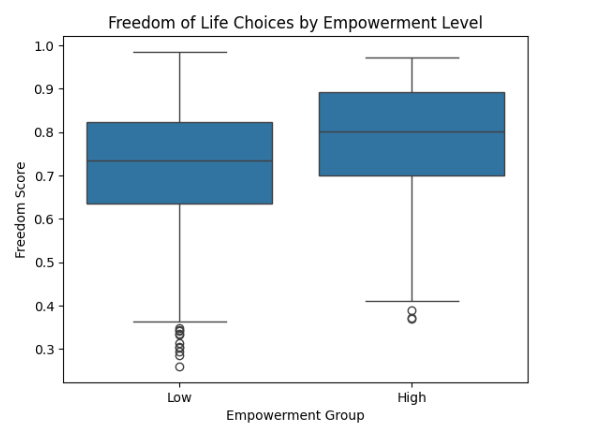 Freedom of Life Choices by Empowerment Level
1.0
0.9
0.8
0.7
0.6
0.5
0.4
0.3
Freedom Score
Low High
Empowerment Group